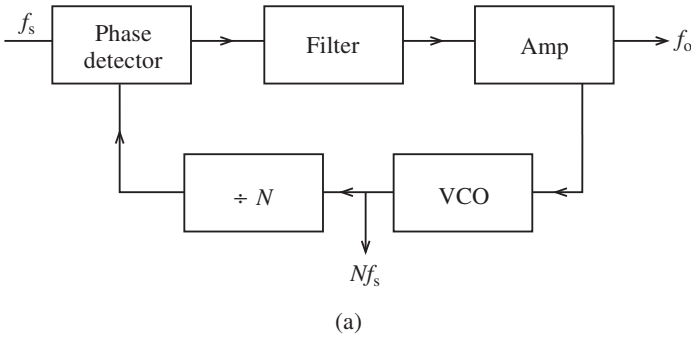 f_s
Phase
detector
Filter
Amp
f_o
÷ N
VCO
Nf_s
(a)